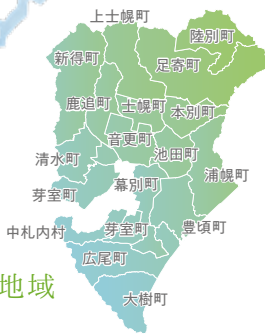 上士幌町
陸別町
新得町
足寄町
鹿追町
士幌町
本別町
音更町
清水町
池田町
芽室町
幕別町
浦幌町
中札内村
芽室町
豊頃町
広尾町
地域
大樹町